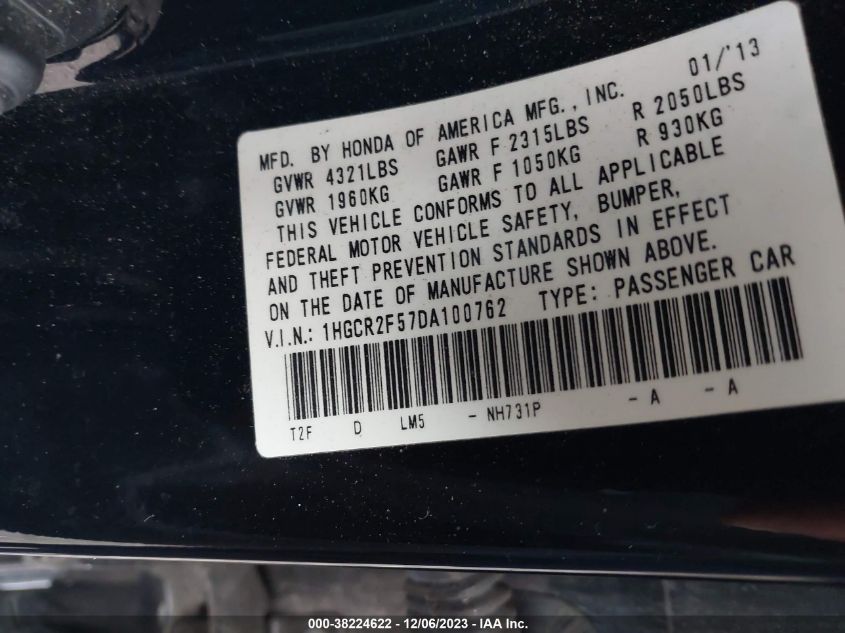 01/'13
MFD. BY HONDA OF AMERICA MFG., INC.
GVWR 4321LBS GAWR F 2315LBS R 2050LBS
GVWR 1960KG GAWR F 1050KG R 930KG
THIS VEHICLE CONFORMS TO ALL APPLICABLE
FEDERAL MOTOR VEHICLE SAFETY, BUMPER,
AND THEFT PREVENTION STANDARDS IN EFFECT
ON THE DATE OF MANUFACTURE SHOWN ABOVE.
V.I.N.: 1HGCR2F57DA100762 TYPE: PASSENGER CAR
T2F D LM5 - NH731P - A - A
000-38224622 - 12/06/2023 - IAA Inc.